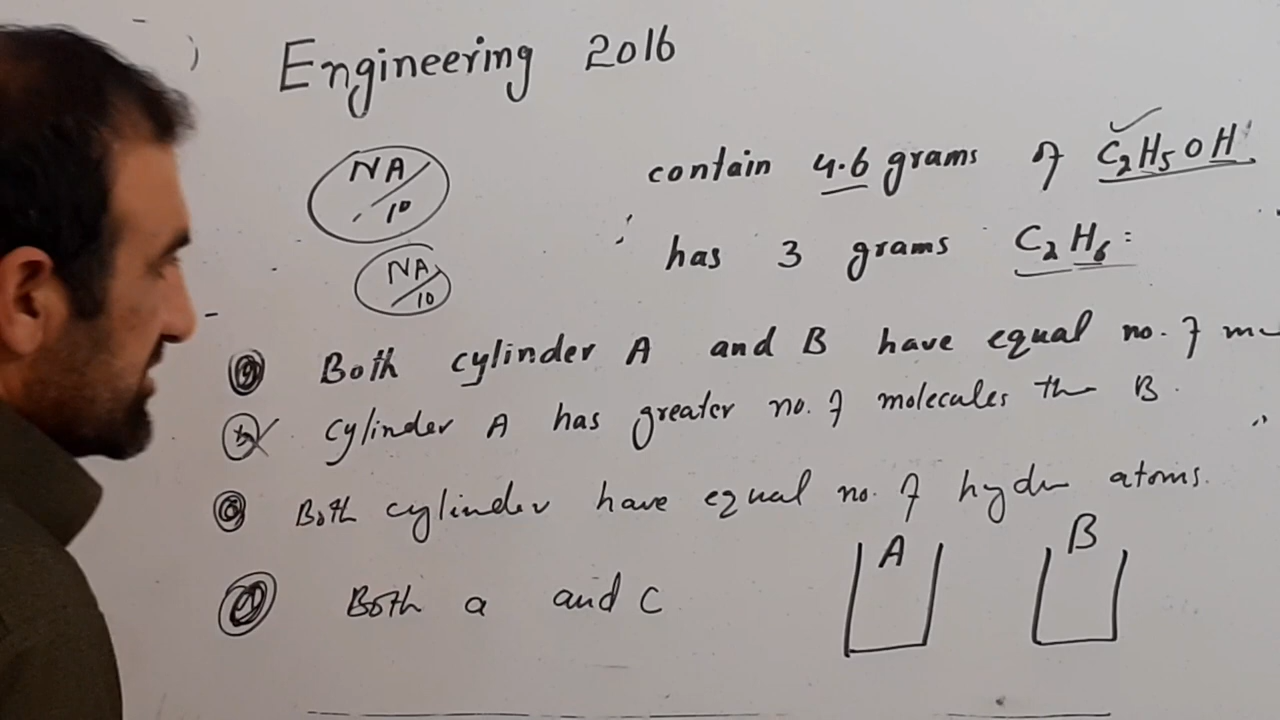 Engineering 2016
NA/10
contain 4.6 grams of C₂H₅OH
NA/10
has 3 grams C₂H₆:
(a) Both cylinder A and B have equal no. of
(b) cylinder A has greater no. of molecules B.
(c) Both cylinder have equal no. of atoms.
A B
(d) Both a and C